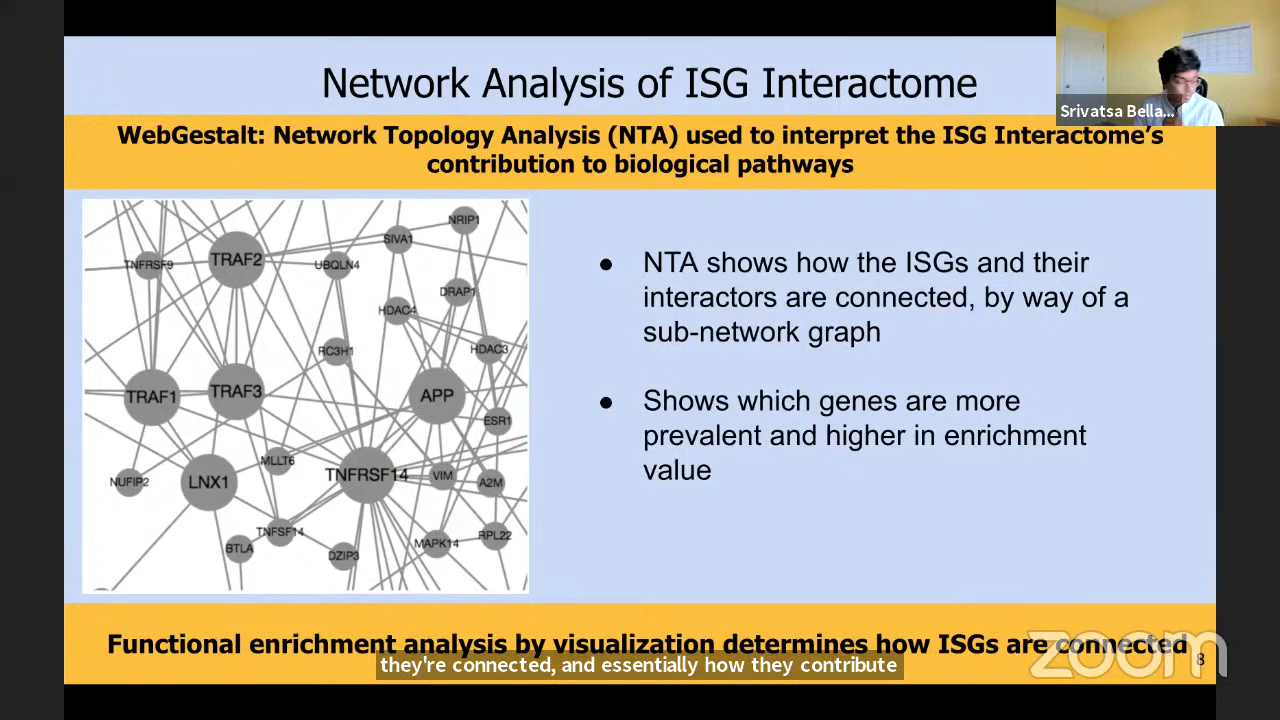 Network Analysis of ISG Interactome
Srivatsa Bella...
WebGestalt: Network Topology Analysis (NTA) used to interpret the ISG Interactome's
contribution to biological pathways
NRIP1
SIVA1
TRAF2
TNFRSF9
UBQLN4
DRAP1
HDAC4
RC3H1
HDAC3
TRAF1
TRAF3
APP
ESR1
MLLT6
NUFIP2
LNX1
TNFRSF14
VIM
A2M
TNFSF14
BTLA
DZIP3
MAPK14
RPL22
● NTA shows how the ISGs and their
interactors are connected, by way of a
sub-network graph
● Shows which genes are more
prevalent and higher in enrichment
value
Functional enrichment analysis by visualization determines how ISGs are connected
they're connected, and essentially how they contribute
zoom
8